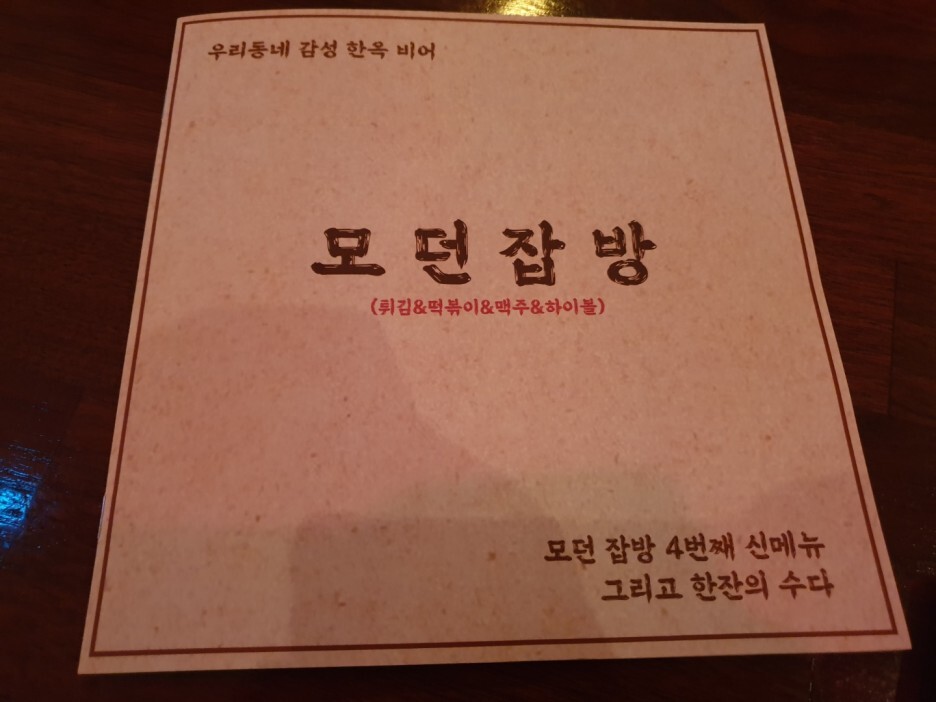 우리동네 감성 한옥 비어
모던잡방
(튀김&떡볶이&맥주&하이볼)
모던 잡방 4번째 신메뉴
그리고 한잔의 수다